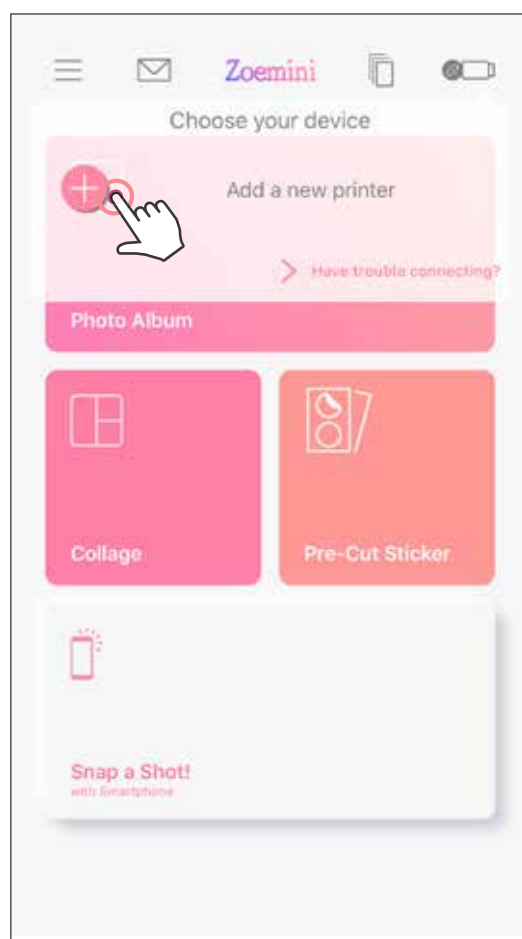 Zoemini
Choose your device
Add a new printer
Have trouble connecting?
Photo Album
Collage
Pre-Cut Sticker
Snap a Shot!
with Smartphone